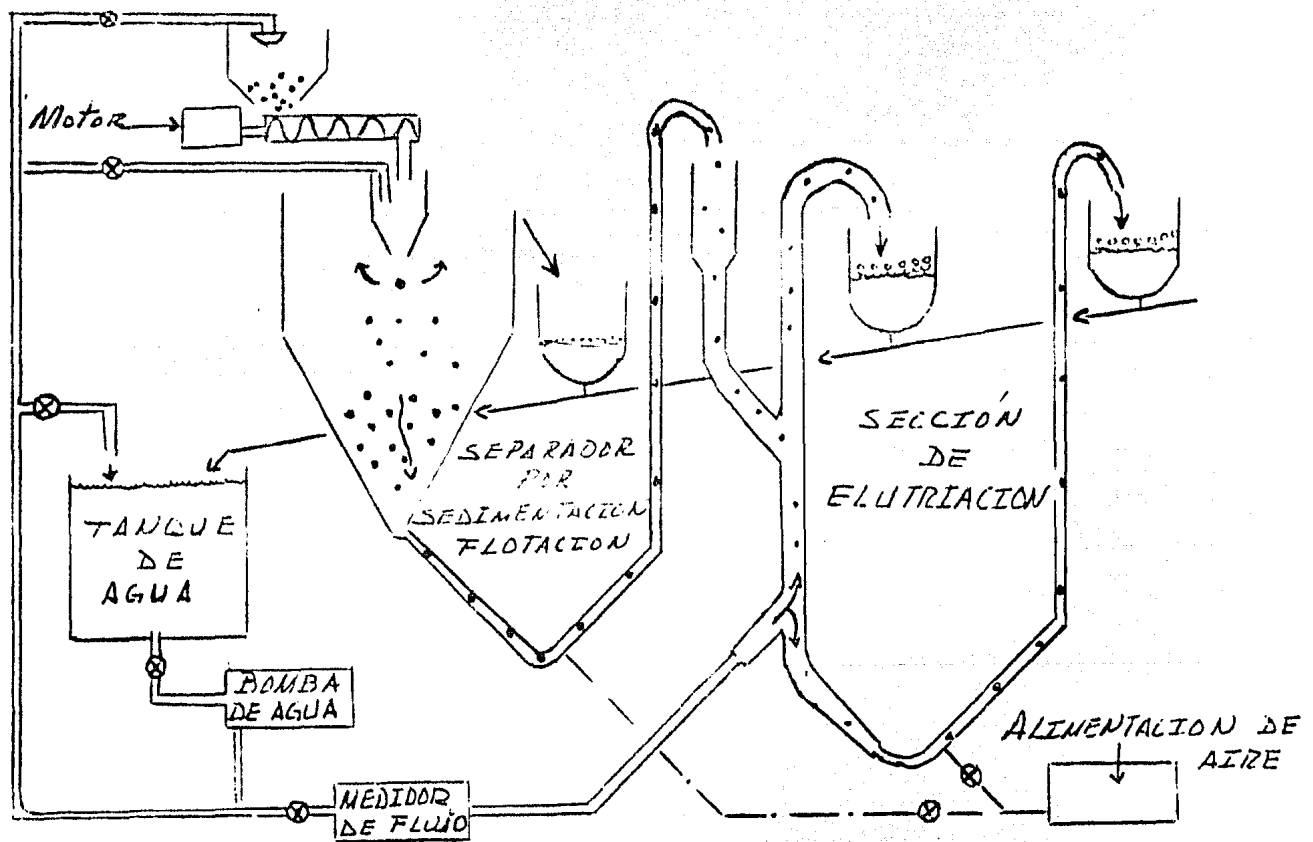 Motor
SEPARADOR
POR
SEDIMENTACION
FLOTACION
SECCIÓN
DE
ELUTRIACION
TANQUE
DE
AGUA
BOMBA
DE AGUA
MEDIDOR
DE FLUJO
ALIMENTACION DE
AIRE